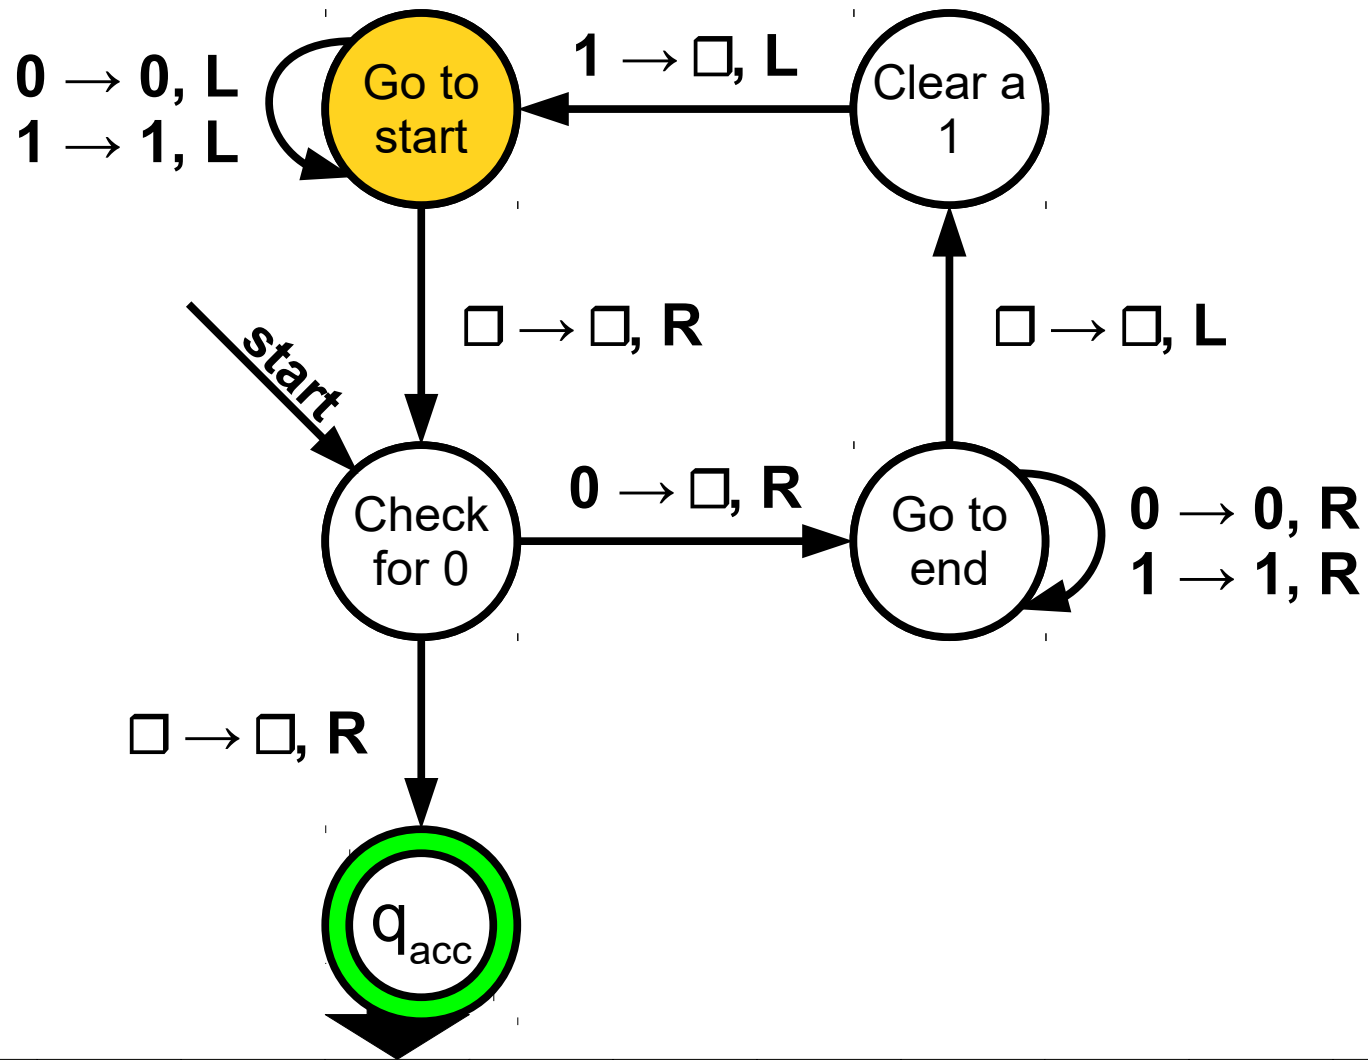 0 → 0, L
1 → 1, L
Go to
start
1 → □, L
Clear a
1
□ → □, R
□ → □, L
start
Check
for 0
0 → □, R
Go to
end
0 → 0, R
1 → 1, R
□ → □, R
qacc